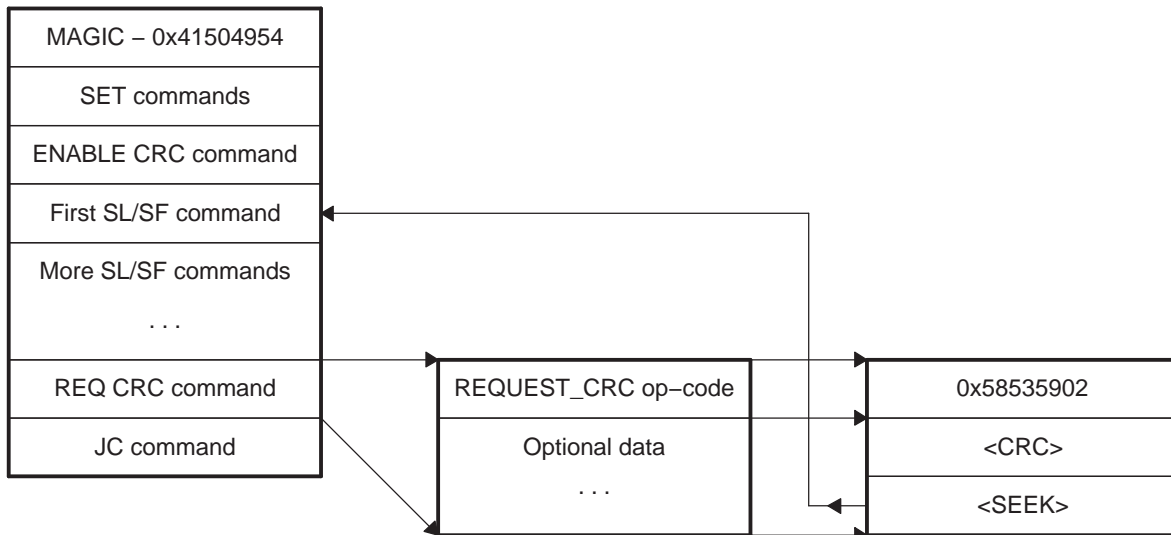 MAGIC – 0x41504954
SET commands
ENABLE CRC command
First SL/SF command
More SL/SF commands
. . .
REQ CRC command
JC command
REQUEST_CRC op–code
Optional data
. . .
0x58535902
<CRC>
<SEEK>